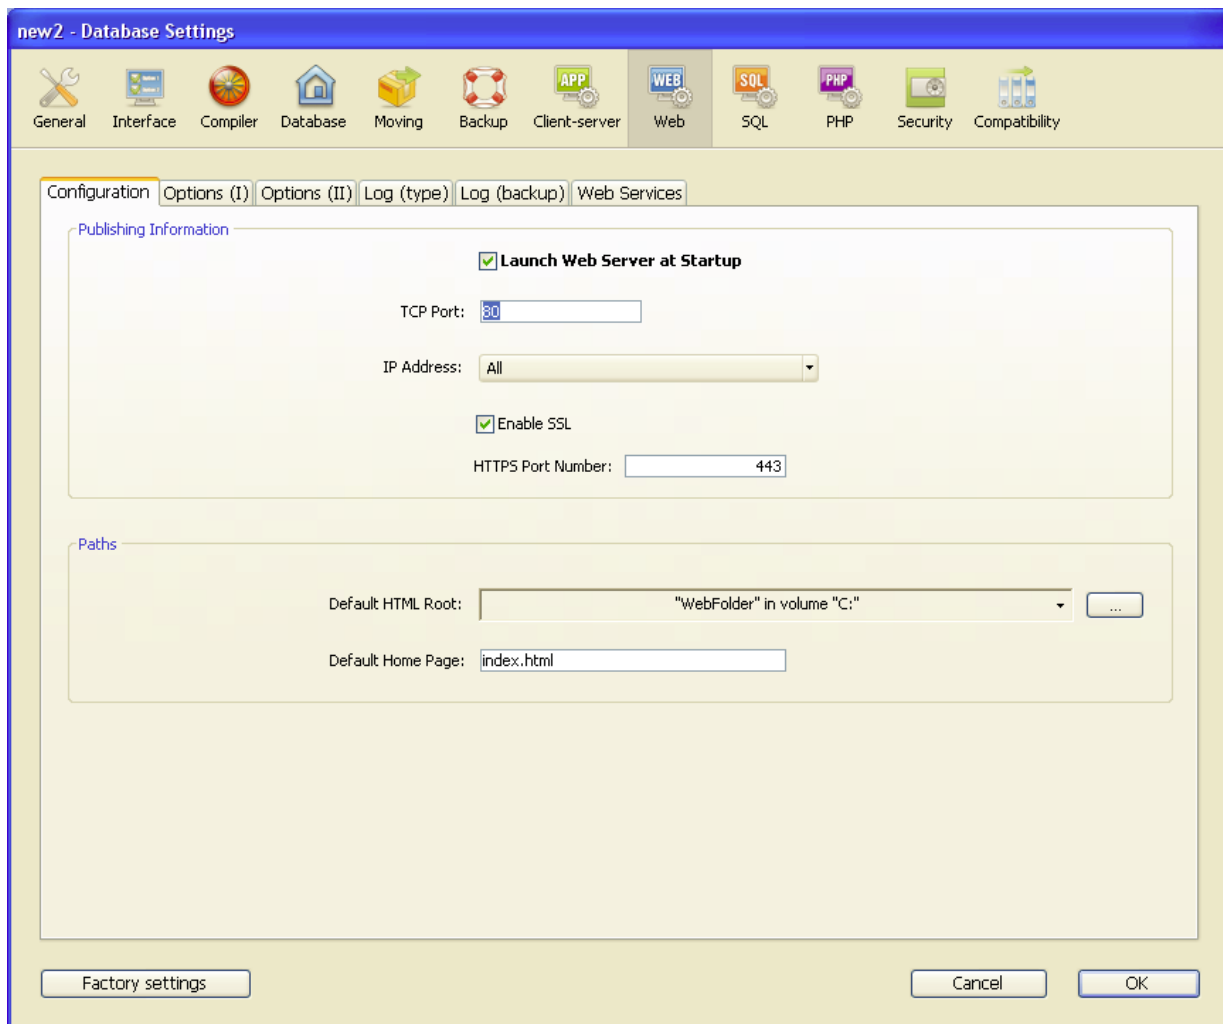 new2 - Database Settings
General Interface Compiler Database Moving Backup APP Client-server WEB Web SQL SQL PHP PHP Security Compatibility
Configuration Options (I) Options (II) Log (type) Log (backup) Web Services
Publishing Information
Launch Web Server at Startup
TCP Port: 80
IP Address: All
Enable SSL
HTTPS Port Number: 443
Paths
Default HTML Root: "WebFolder" in volume "C:" ...
Default Home Page: index.html
Factory settings Cancel OK